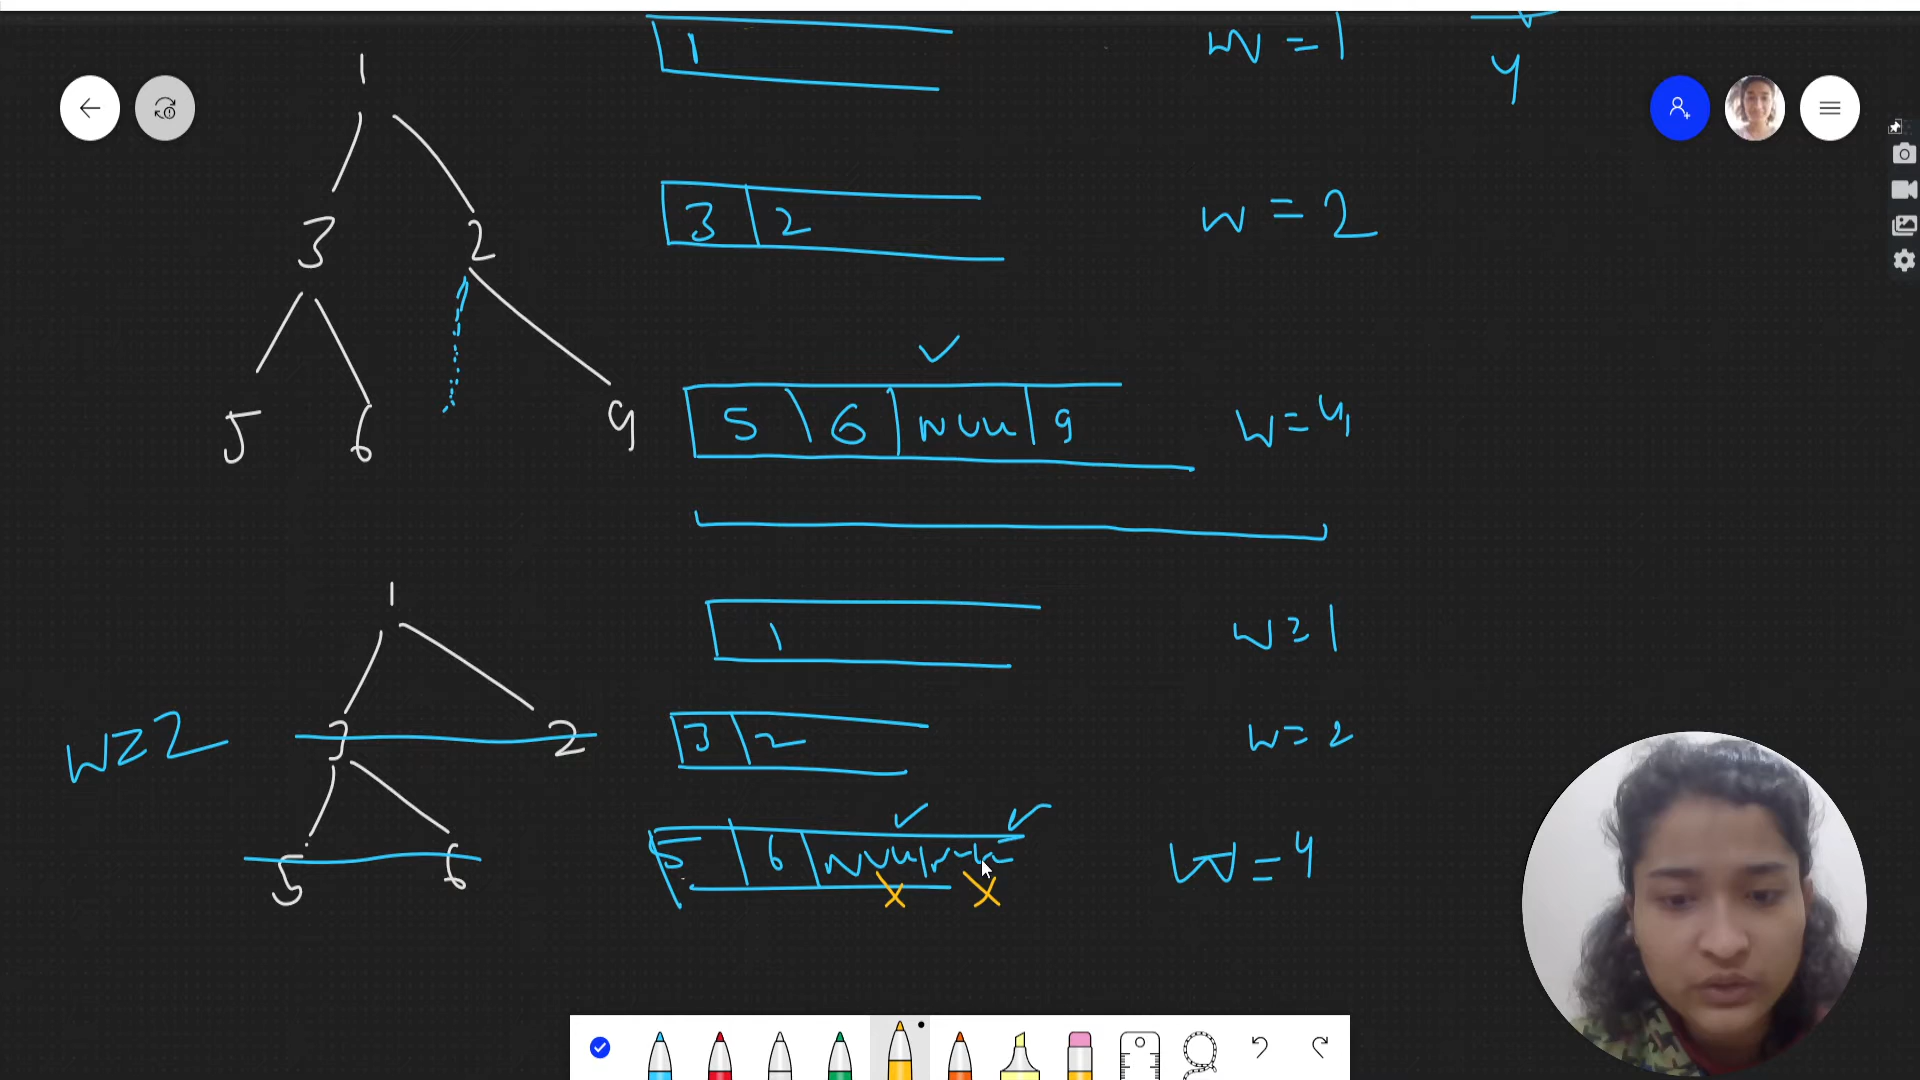 1
1
W = 1
4
3 2
3 2
W = 2
5 6 9
5 6 null 9
W = 4
1
1
W = 1
W = 2
3 2
3 2
W = 2
5 6
5 6 null null
W = 4